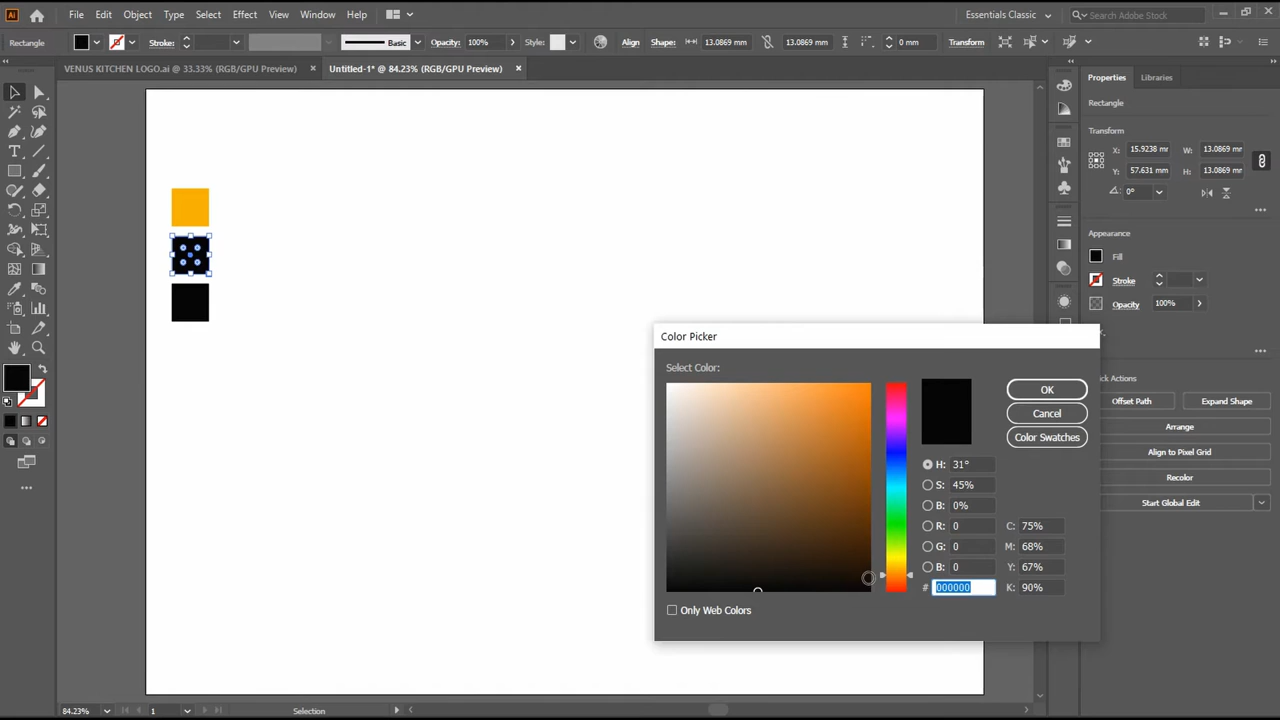 Ai File Edit Object Type Select Effect View Window Help Essentials Classic Search Adobe Stock
Rectangle Stroke: Basic Opacity: 100% Style: Align Shape: 13.0869 mm 13.0869 mm 0 mm Transform
VENUS KITCHEN LOGO.ai @ 33.33% (RGB/GPU Preview) × Untitled-1* @ 84.23% (RGB/GPU Preview) ×
Properties Libraries
Rectangle
Transform
X: 15.9238 mm W: 13.0869 mm
Y: 57.631 mm H: 13.0869 mm
0°
Appearance
Fill
Stroke
Opacity 100%
Color Picker
Select Color:
OK
Cancel
Color Swatches
H: 31°
S: 45%
B: 0%
R: 0 C: 75%
G: 0 M: 68%
B: 0 Y: 67%
# 000000 K: 90%
Only Web Colors
ck Actions
Offset Path Expand Shape
Arrange
Align to Pixel Grid
Recolor
Start Global Edit
84.23% 1 Selection